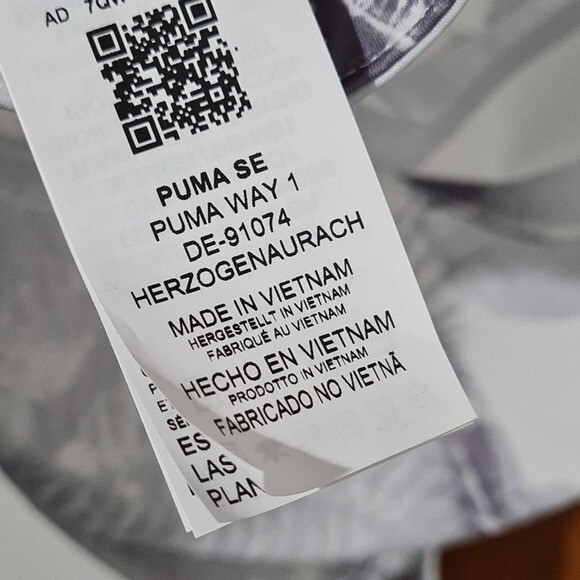 AD
PUMA SE
PUMA WAY 1
DE-91074
HERZOGENAURACH
MADE IN VIETNAM
HERGESTELLT IN VIETNAM
FABRIQUÉ AU VIETNAM
HECHO EN VIETNAM
PRODOTTO IN VIETNAM
FABRICADO NO VIETNÃ
ES
LAS